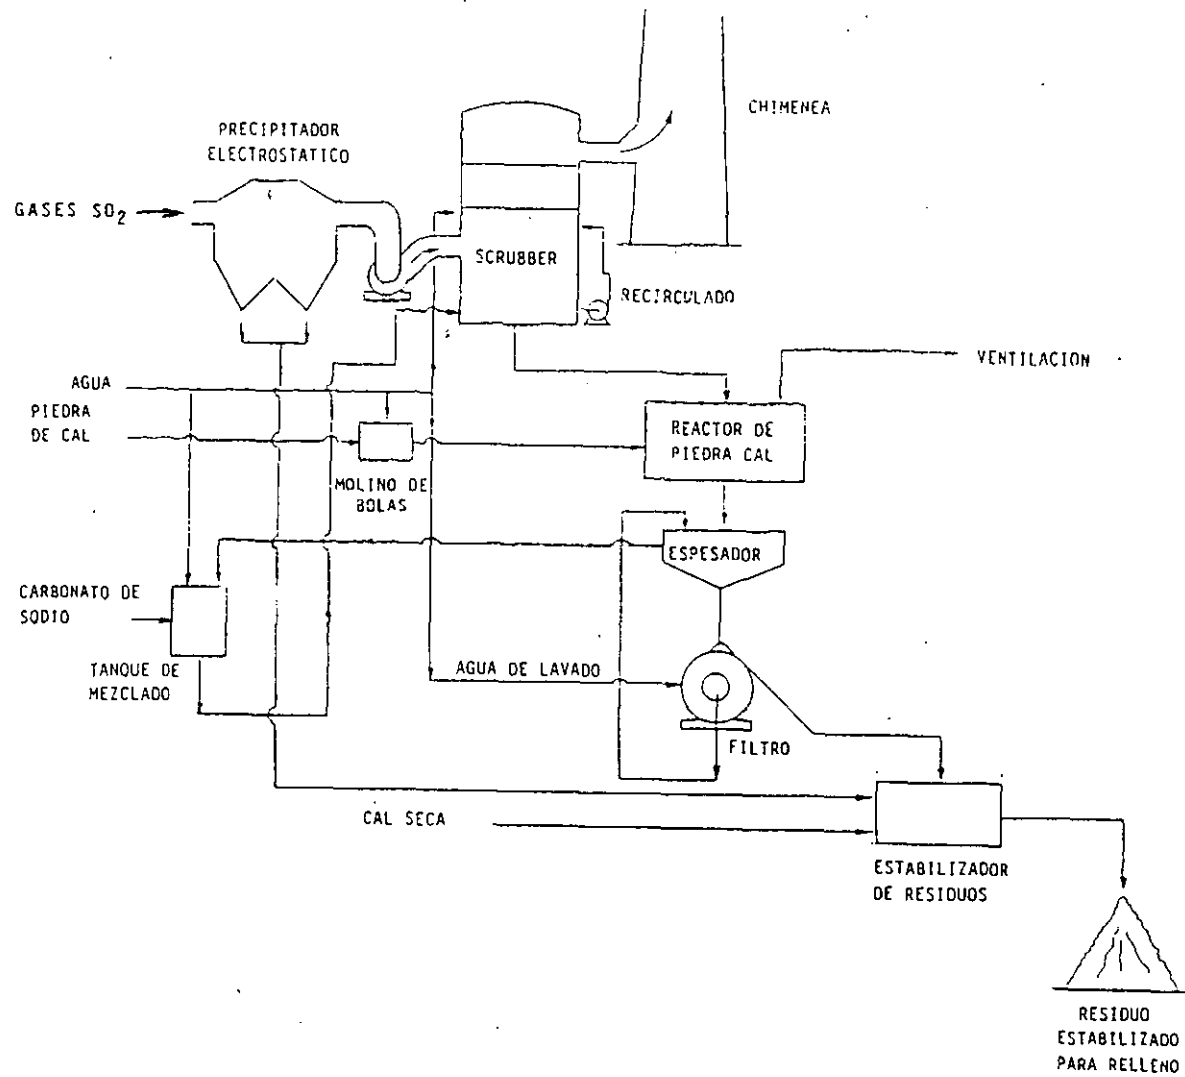 CHIMENEA
PRECIPITADOR
ELECTROSTATICO
GASES SO2
SCRUBBER
RECIRCULADO
VENTILACION
AGUA
PIEDRA
DE CAL
REACTOR DE
PIEDRA CAL
MOLINO DE
BOLAS
ESPESADOR
CARBONATO DE
SODIO
TANQUE DE
MEZCLADO
AGUA DE LAVADO
FILTRO
CAL SECA
ESTABILIZADOR
DE RESIDUOS
RESIDUO
ESTABILIZADO
PARA RELLENO